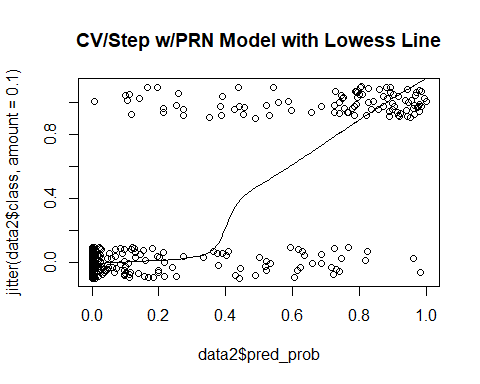 CV/Step w/PRN Model with Lowess Line
jitter(data2$class, amount = 0.1)
0.8
0.4
0.0
0.0 0.2 0.4 0.6 0.8 1.0
data2$pred_prob